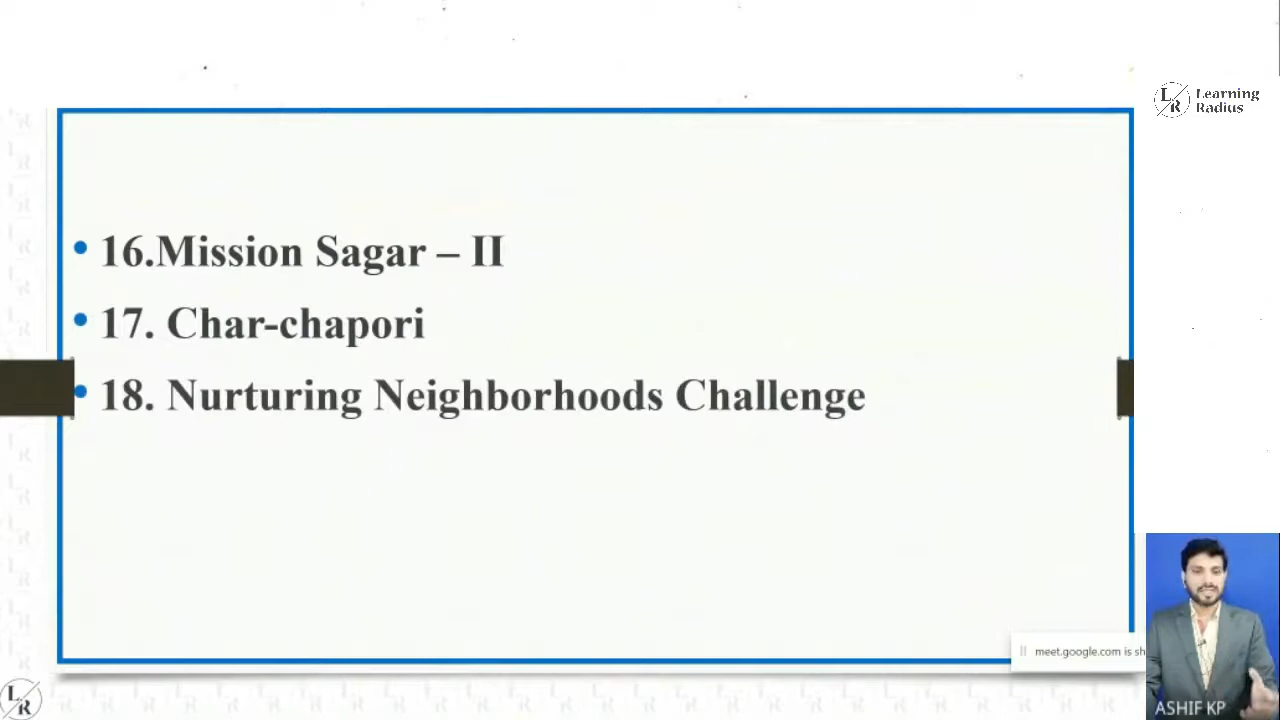 L R Learning
Radius
• 16.Mission Sagar – II
• 17. Char-chapori
• 18. Nurturing Neighborhoods Challenge
meet.google.com is sh
ASHIF KP
L R